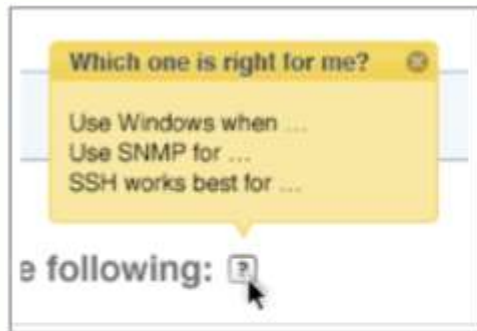 Which one is right for me?
Use Windows when ...
Use SNMP for ...
SSH works best for ...
e following: ?